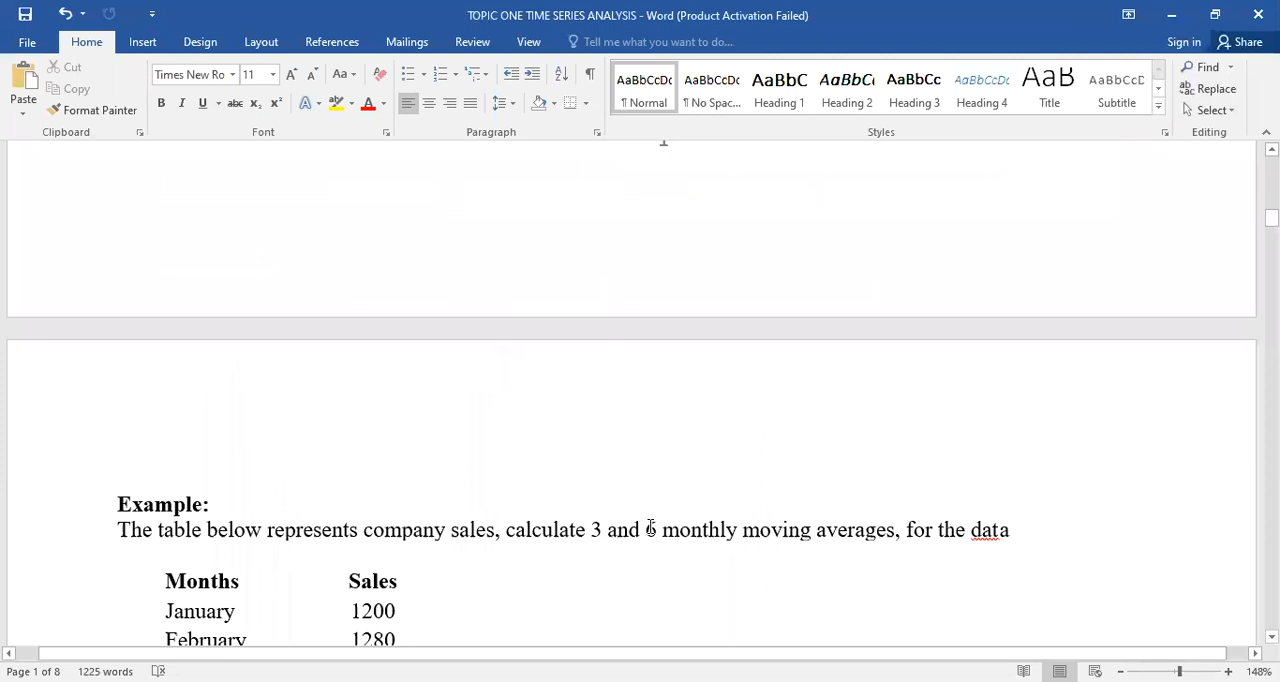 TOPIC ONE TIME SERIES ANALYSIS - Word (Product Activation Failed)
File Home Insert Design Layout References Mailings Review View Tell me what you want to do... Sign in Share
Paste
Cut
Copy
Format Painter
Clipboard
Times New Ro 11
Font
Paragraph
AaBbCcDc ¶ Normal
AaBbCcDc ¶ No Spac...
AaBbC Heading 1
AaBbC Heading 2
AaBbCc Heading 3
AaBbCcDc Heading 4
AaB Title
AaBbCcD Subtitle
Styles
Find
Replace
Select
Editing
Example:
The table below represents company sales, calculate 3 and 6 monthly moving averages, for the data
Months Sales
January 1200
February 1280
Page 1 of 8 1225 words 148%